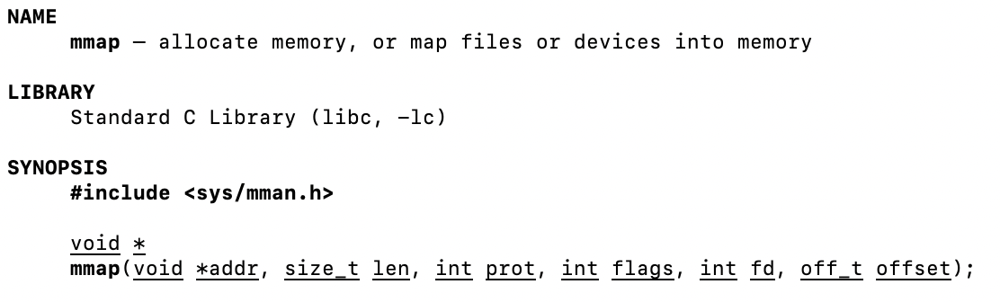 NAME
mmap – allocate memory, or map files or devices into memory
LIBRARY
Standard C Library (libc, -lc)
SYNOPSIS
#include <sys/mman.h>
void *
mmap(void *addr, size_t len, int prot, int flags, int fd, off_t offset);